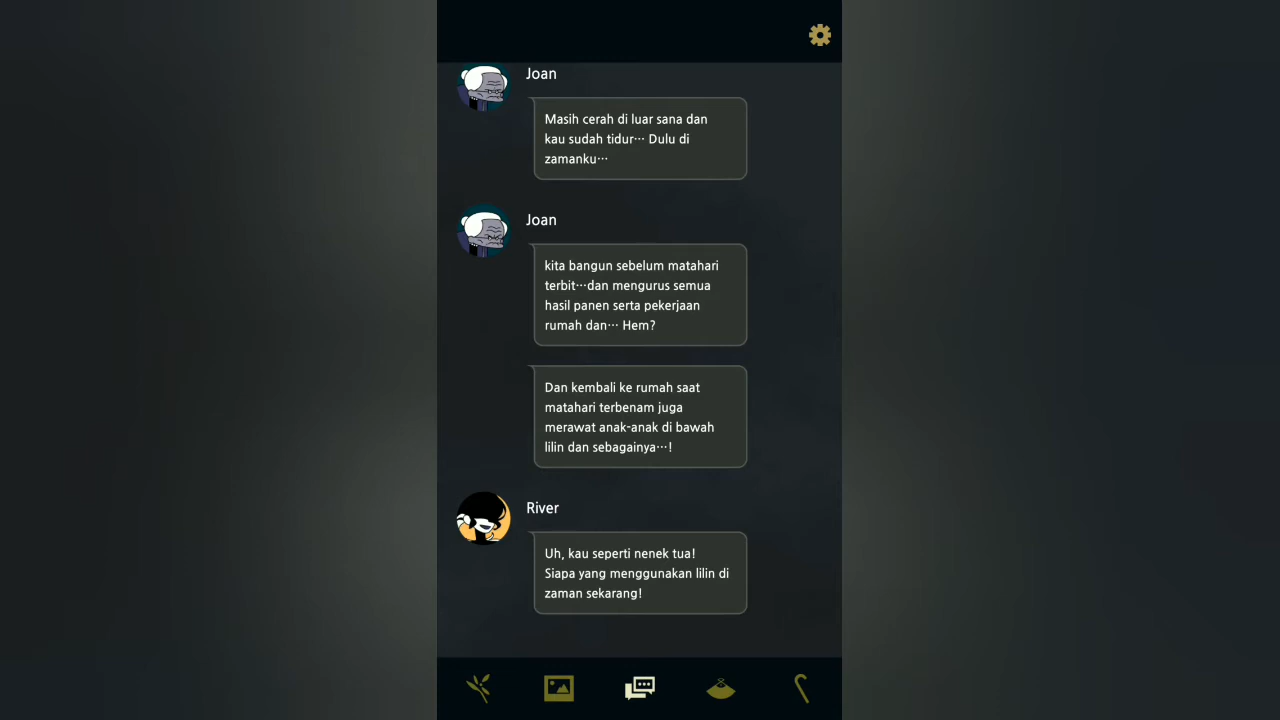 Joan
Masih cerah di luar sana dan
kau sudah tidur… Dulu di
zamanku…
Joan
kita bangun sebelum matahari
terbit…dan mengurus semua
hasil panen serta pekerjaan
rumah dan… Hem?
Dan kembali ke rumah saat
matahari terbenam juga
merawat anak-anak di bawah
lilin dan sebagainya…!
River
Uh, kau seperti nenek tua!
Siapa yang menggunakan lilin di
zaman sekarang!